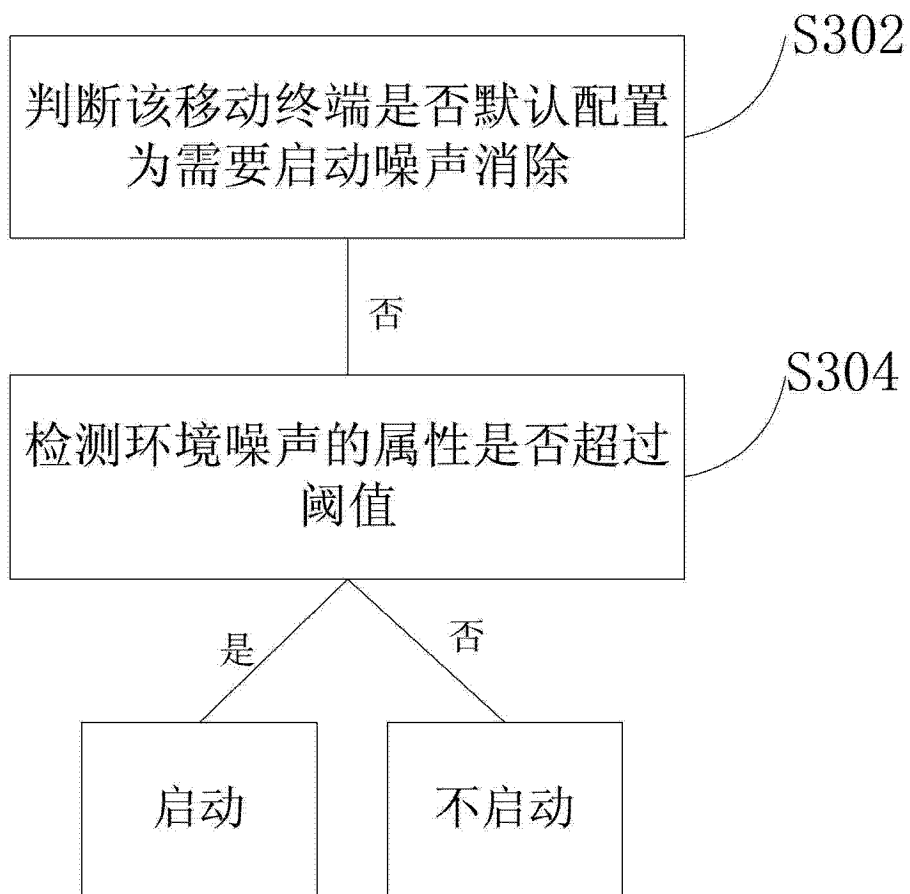 S302
判断该移动终端是否默认配置
为需要启动噪声消除
否
S304
检测环境噪声的属性是否超过
阈值
是
否
启动
不启动